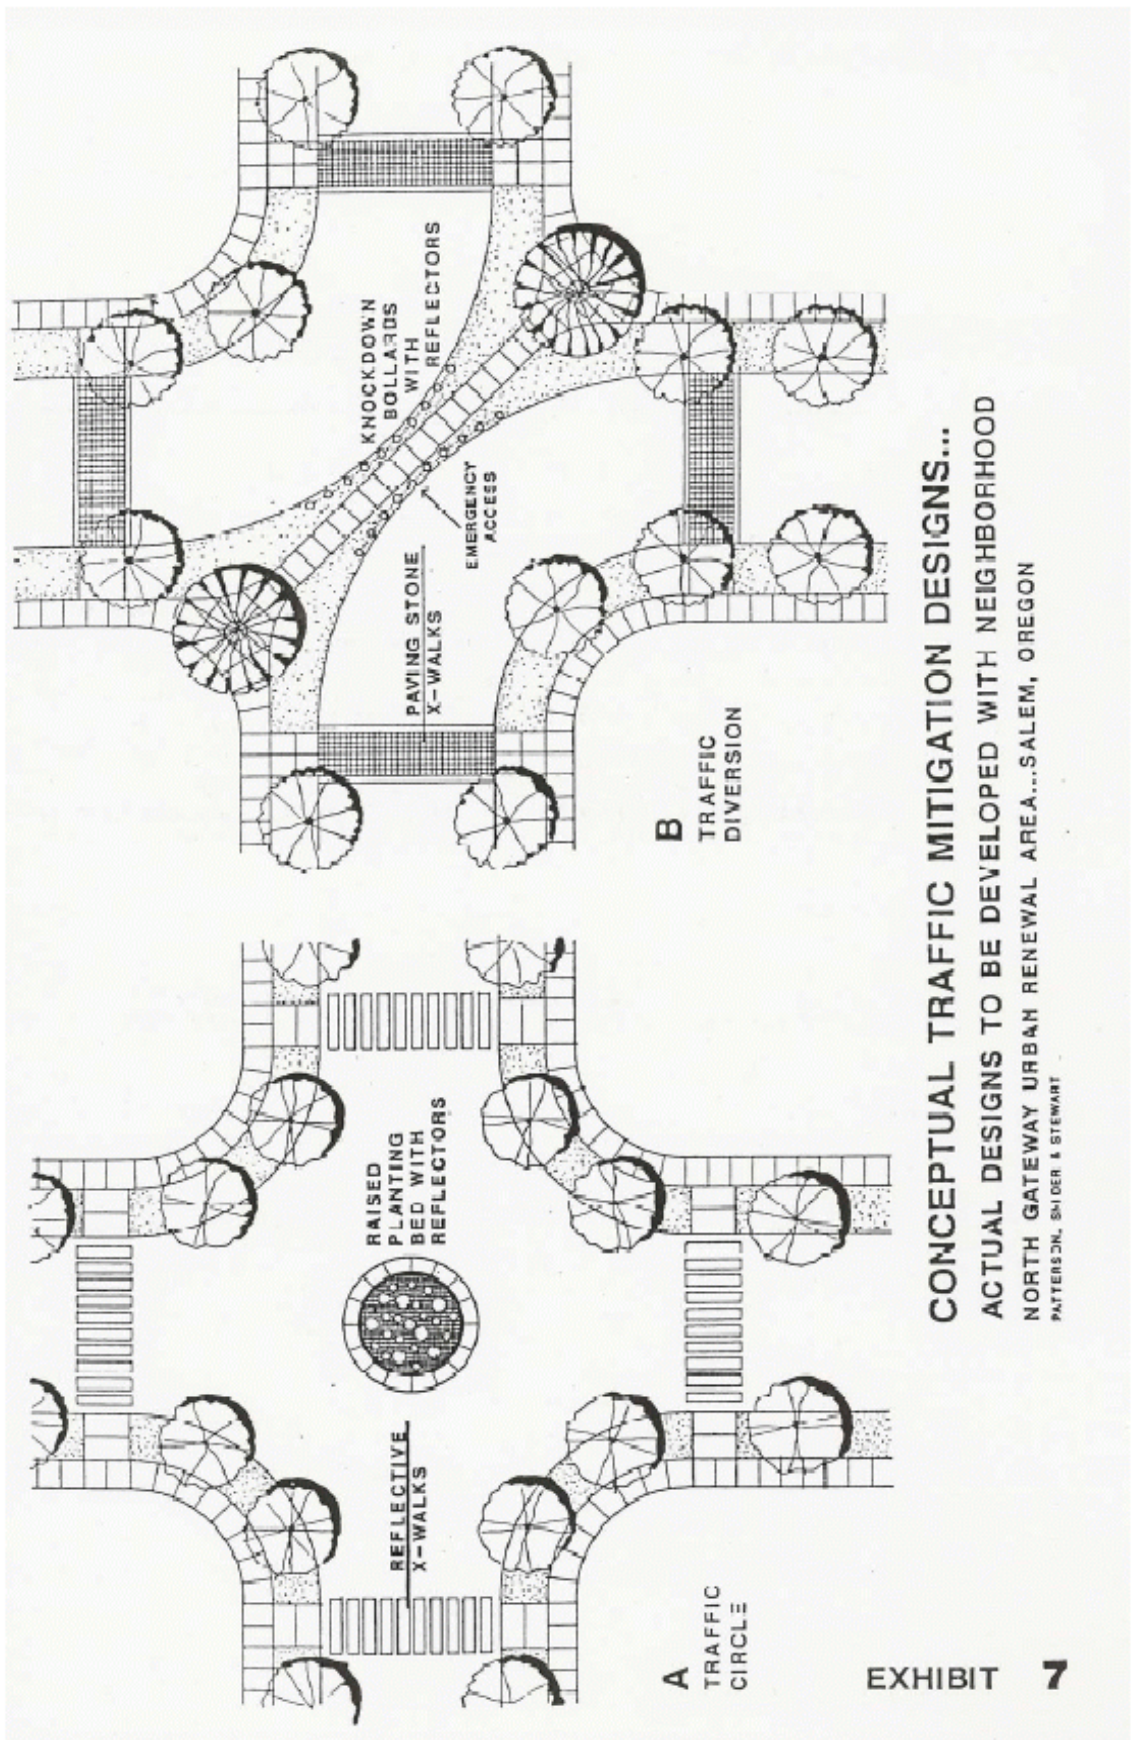 RAISED
PLANTING
BED WITH
REFLECTORS
REFLECTIVE
X-WALKS
A
TRAFFIC
CIRCLE
KNOCKDOWN
BOLLARDS
WITH
REFLECTORS
EMERGENCY
ACCESS
PAVING STONE
X-WALKS
B
TRAFFIC
DIVERSION
CONCEPTUAL TRAFFIC MITIGATION DESIGNS...
ACTUAL DESIGNS TO BE DEVELOPED WITH NEIGHBORHOOD
NORTH GATEWAY URBAN RENEWAL AREA...SALEM, OREGON
PATTERSON, SNIDER & STEWART
EXHIBIT 7